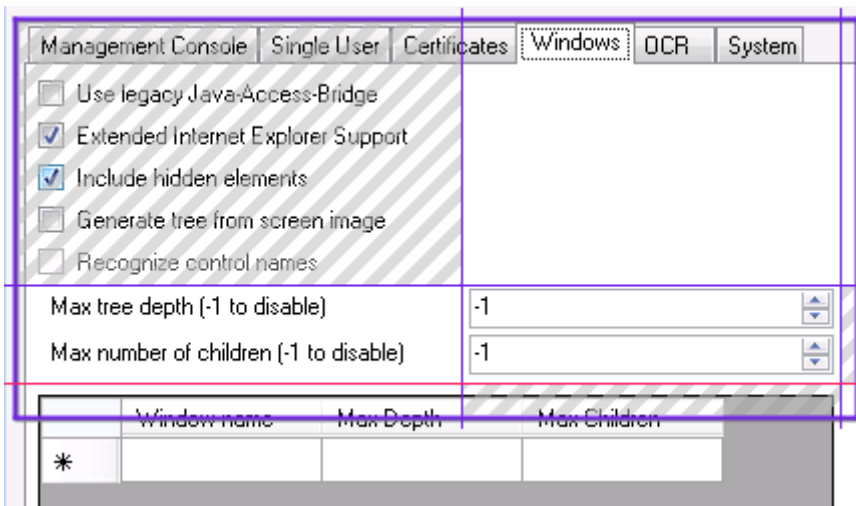 Management Console Single User Certificates Windows OCR System
Use legacy Java-Access-Bridge
Extended Internet Explorer Support
Include hidden elements
Generate tree from screen image
Recognize control names
Max tree depth (-1 to disable) -1
Max number of children (-1 to disable) -1
Window name Max Depth Max Children
*